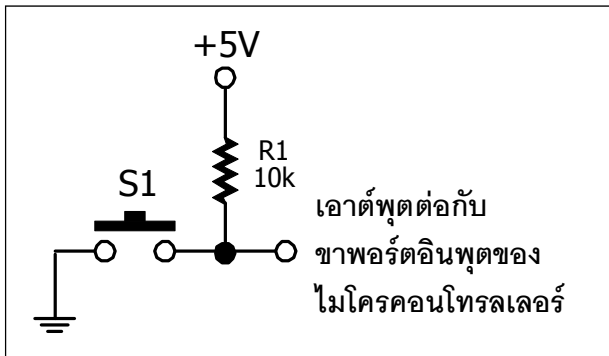 +5V
R1
10k
S1
เอาต์พุตต่อกับ
ขาพอร์ตอินพุตของ
ไมโครคอนโทรลเลอร์